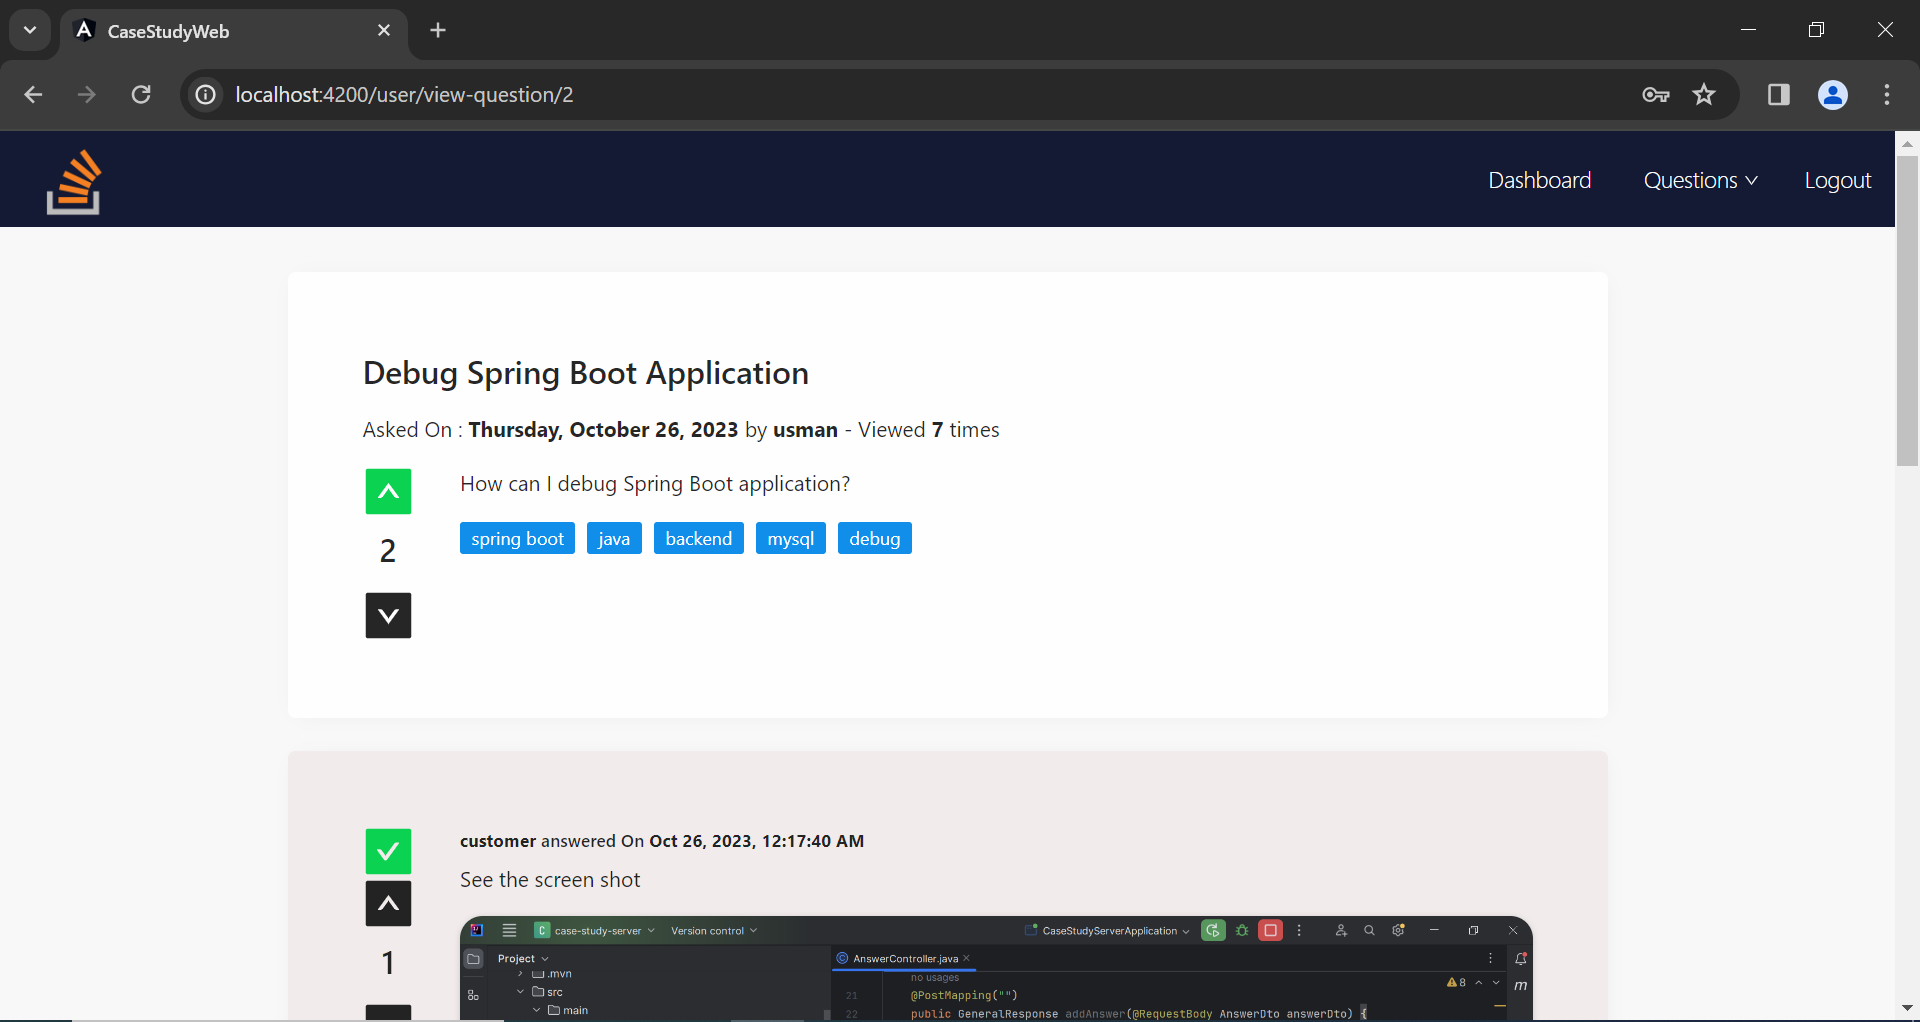 CaseStudyWeb
localhost:4200/user/view-question/2
Dashboard Questions Logout
Debug Spring Boot Application
Asked On : Thursday, October 26, 2023 by usman - Viewed 7 times
How can I debug Spring Boot application?
spring boot java backend mysql debug
2
customer answered On Oct 26, 2023, 12:17:40 AM
See the screen shot
1
C case-study-server Version control CaseStudyServerApplication
Project AnswerController.java
.mvn no usages 8
src 21 @PostMapping("") m
main 22 public GeneralResponse addAnswer(@RequestBody AnswerDto answerDto) {